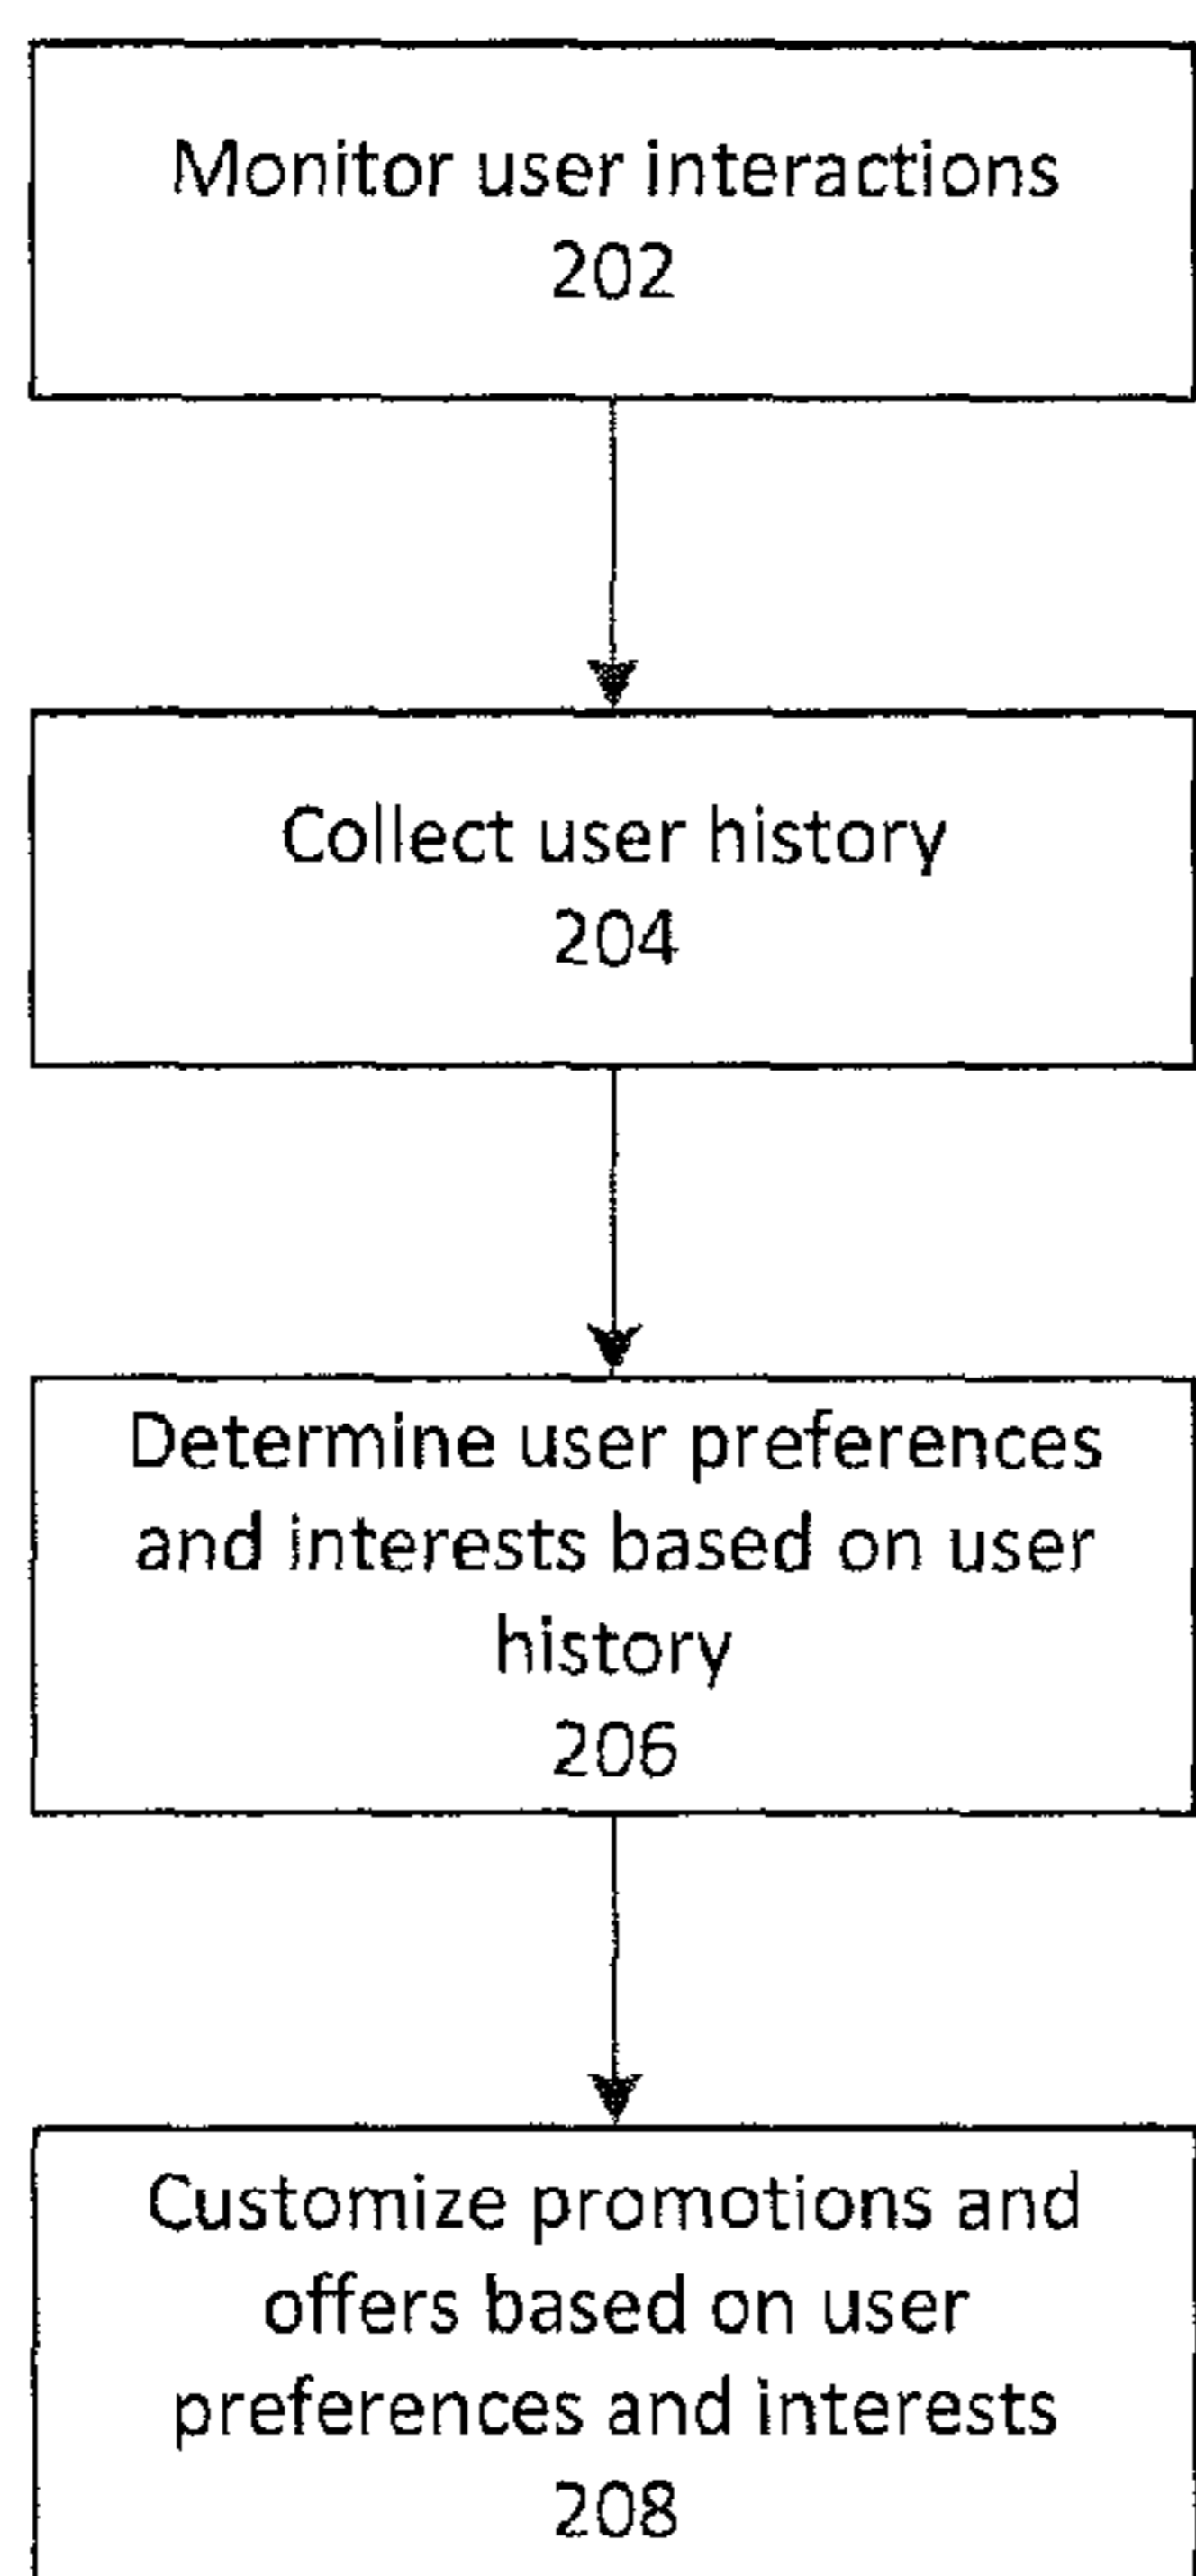 Monitor user interactions
202
Collect user history
204
Determine user preferences
and interests based on user
history
206
Customize promotions and
offers based on user
preferences and interests
208